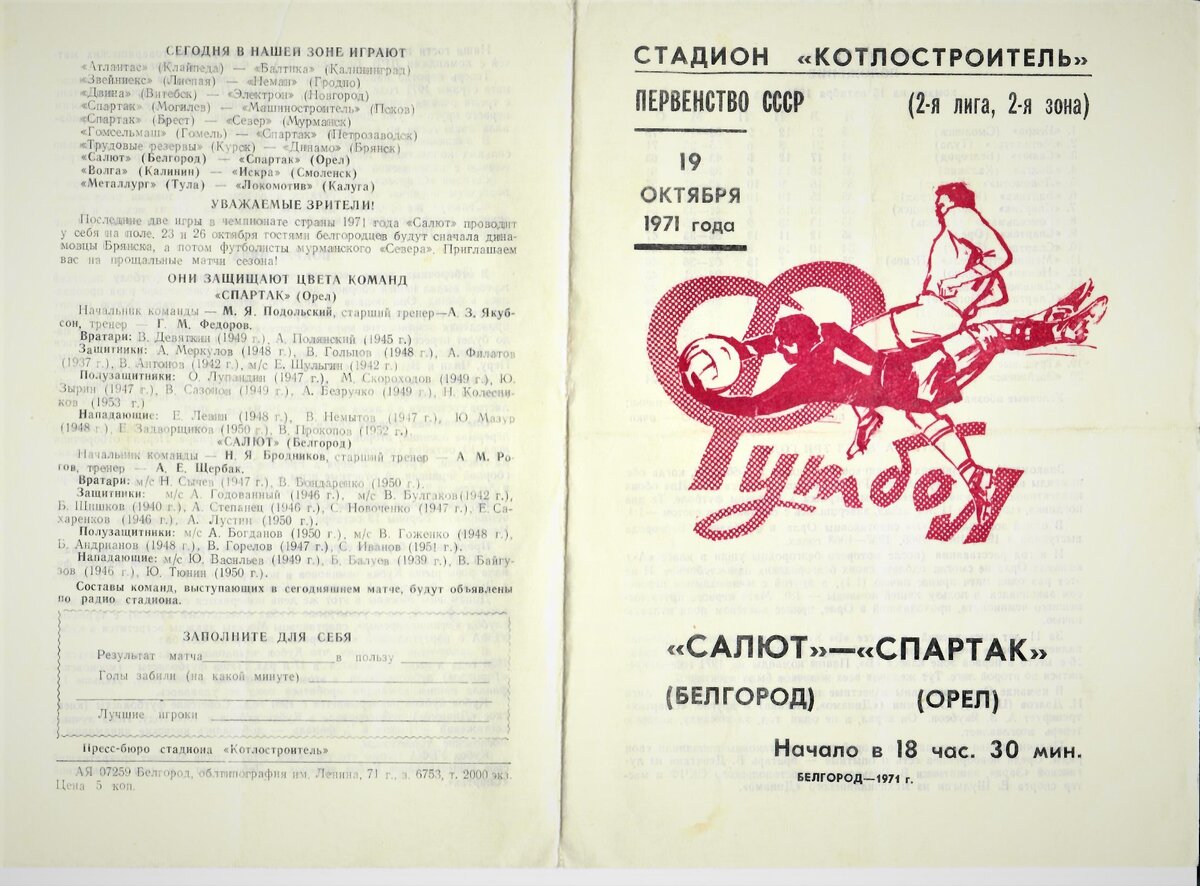 СЕГОДНЯ В НАШЕЙ ЗОНЕ ИГРАЮТ
«Атлантас» (Клайпеда) — «Балтика» (Калининград)
«Звейниекс» (Лиепая) — «Неман» (Гродно)
«Двина» (Витебск) — «Электрон» (Новгород)
«Спартак» (Могилев) — «Машиностроитель» (Псков)
«Спартак» (Брест) — «Север» (Мурманск)
«Гомсельмаш» (Гомель) — «Спартак» (Петрозаводск)
«Трудовые резервы» (Курск) — «Динамо» (Брянск)
«Салют» (Белгород) — «Спартак» (Орел)
«Волга» (Калинин) — «Искра» (Смоленск)
«Металлург» (Тула) — «Локомотив» (Калуга)
УВАЖАЕМЫЕ ЗРИТЕЛИ!
Последние две игры в чемпионате страны 1971 года «Салют» проводит
у себя на поле. 23 и 26 октября гостями белгородцев будут сначала дина-
мовцы Брянска, а потом футболисты мурманского «Севера». Приглашаем
вас на прощальные матчи сезона!
ОНИ ЗАЩИЩАЮТ ЦВЕТА КОМАНД
«СПАРТАК» (Орел)
Начальник команды — М. Я. Подольский, старший тренер—А. З. Якуб-
сон, тренер — Г. М. Федоров.
Вратари: В. Девяткин (1949 г.), А. Полянский (1945 г.)
Защитники: А. Меркулов (1948 г.), В. Гольцов (1948 г.), А. Филатов
(1937 г.), В. Антонов (1942 г.), м/с Е. Шульгин (1942 г.)
Полузащитники: О. Лупандин (1947 г.), М. Скороходов (1949 г.), Ю.
Зырин (1947 г.), В. Сазонов (1949 г.), А. Безручко (1949 г.), Н. Колесни-
ков (1953 г.)
Нападающие: Е. Левин (1948 г.), В. Немытов (1947 г.), Ю. Мазур
(1948 г.), Е. Задворщиков (1950 г.), В. Прокопов (1952 г.).
«САЛЮТ» (Белгород)
Начальник команды — Н. Я Бродников, старший тренер — А. М. Ро-
гов, тренер — А. Е. Щербак.
Вратари: м/с Н. Сычев (1947 г.), В. Бондаренко (1950 г.).
Защитники: м/с А. Годованный (1946 г.), м/с В. Булгаков(1942 г.),
Б. Шишков (1940 г.), А. Степанец (1946 г.), С. Новоченко (1947 г.), Е. Са-
харенков (1946 г.), А. Лустин (1950 г.).
Полузащитники: м/с А. Богданов (1950 г.), м/с В. Гоженко (1948 г.),
Б. Андрианов (1948 г.), В. Горелов (1947 г.), С. Иванов (1951 г.).
Нападающие: м/с Ю. Васильев (1949 г.), Б. Балуев (1939 г.), В. Байгу-
зов (1946 г.), Ю. Тюнин (1950 г.).
Составы команд, выступающих в сегодняшнем матче, будут объявлены
по радио стадиона.
ЗАПОЛНИТЕ ДЛЯ СЕБЯ
Результат матча в пользу
Голы забили (на какой минуте)
Лучшие игроки
Пресс-бюро стадиона «Котлостроитель»
АЯ 07259 Белгород, облтипография им. Ленина, 71 г., з. 6753, т. 2000 экз.
Цена 5 коп.
СТАДИОН «КОТЛОСТРОИТЕЛЬ»
ПЕРВЕНСТВО СССР (2-я лига, 2-я зона)
19
ОКТЯБРЯ
1971 года
Футбол
«САЛЮТ»—«СПАРТАК»
(БЕЛГОРОД) (ОРЕЛ)
Начало в 18 час. 30 мин.
БЕЛГОРОД—1971 г.